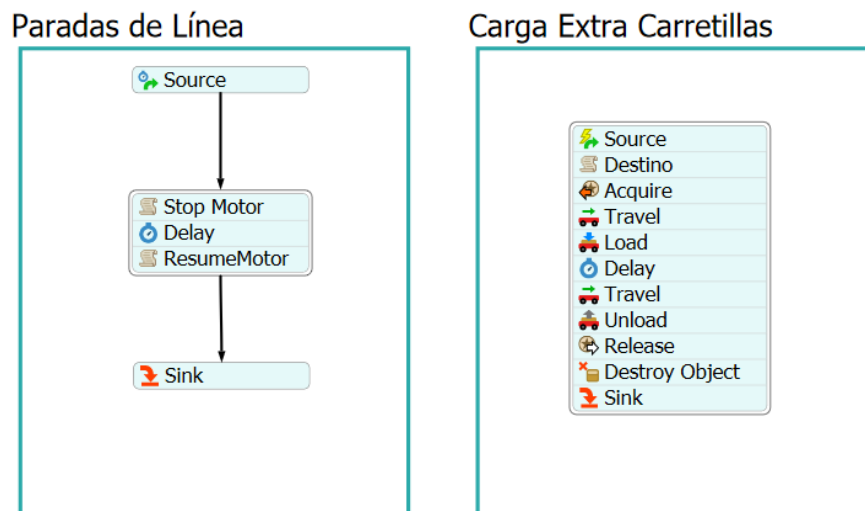 Paradas de Línea
Source
Stop Motor
Delay
ResumeMotor
Sink
Carga Extra Carretillas
Source
Destino
Acquire
Travel
Load
Delay
Travel
Unload
Release
Destroy Object
Sink